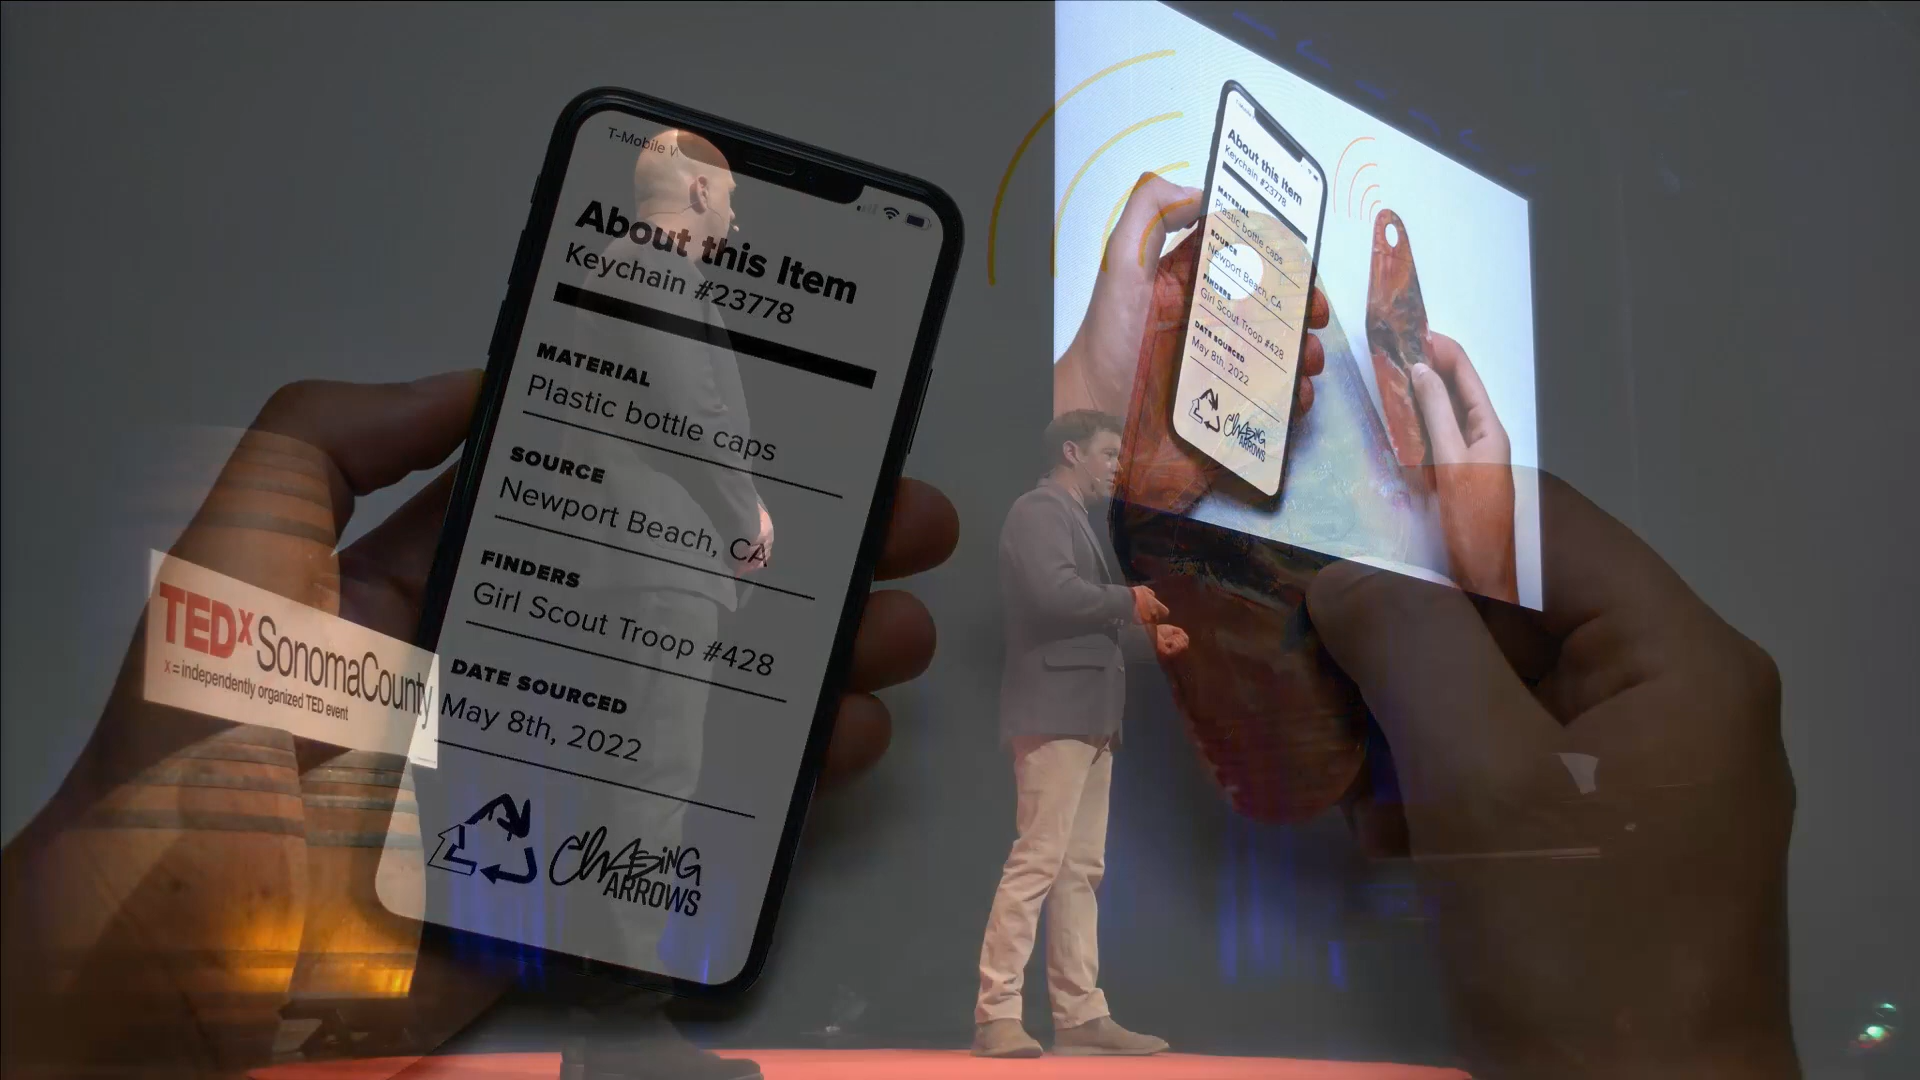 T-Mobile
About this Item
Keychain #23778
MATERIAL
Plastic bottle caps
SOURCE
Newport Beach, CA
FINDERS
Girl Scout Troop #428
DATE SOURCED
May 8th, 2022
CHASING
ARROWS
TEDxSonomaCounty
x = independently organized TED event
About this Item
Keychain #23778
MATERIAL
Plastic bottle caps
SOURCE
Newport Beach, CA
FINDERS
Girl Scout Troop #428
DATE SOURCED
May 8th, 2022
CHASING
ARROWS